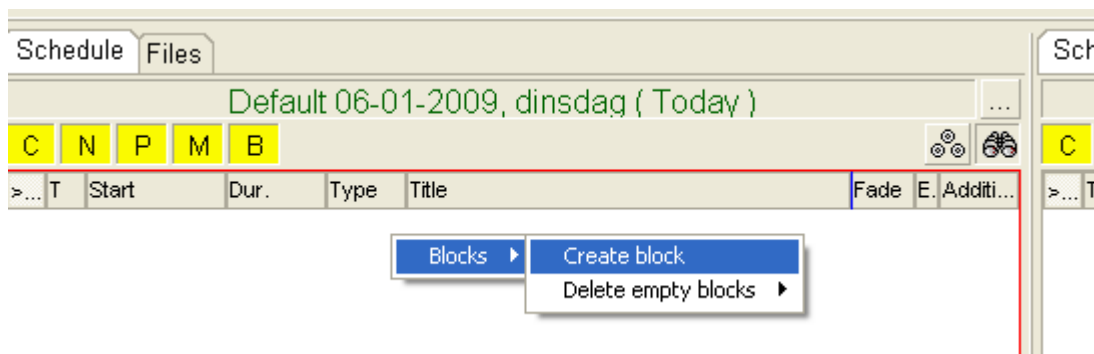 Schedule Files Sch
Default 06-01-2009, dinsdag ( Today ) ...
C N P M B C
>... T Start Dur. Type Title Fade E. Additi... >... T
Blocks Create block
Delete empty blocks